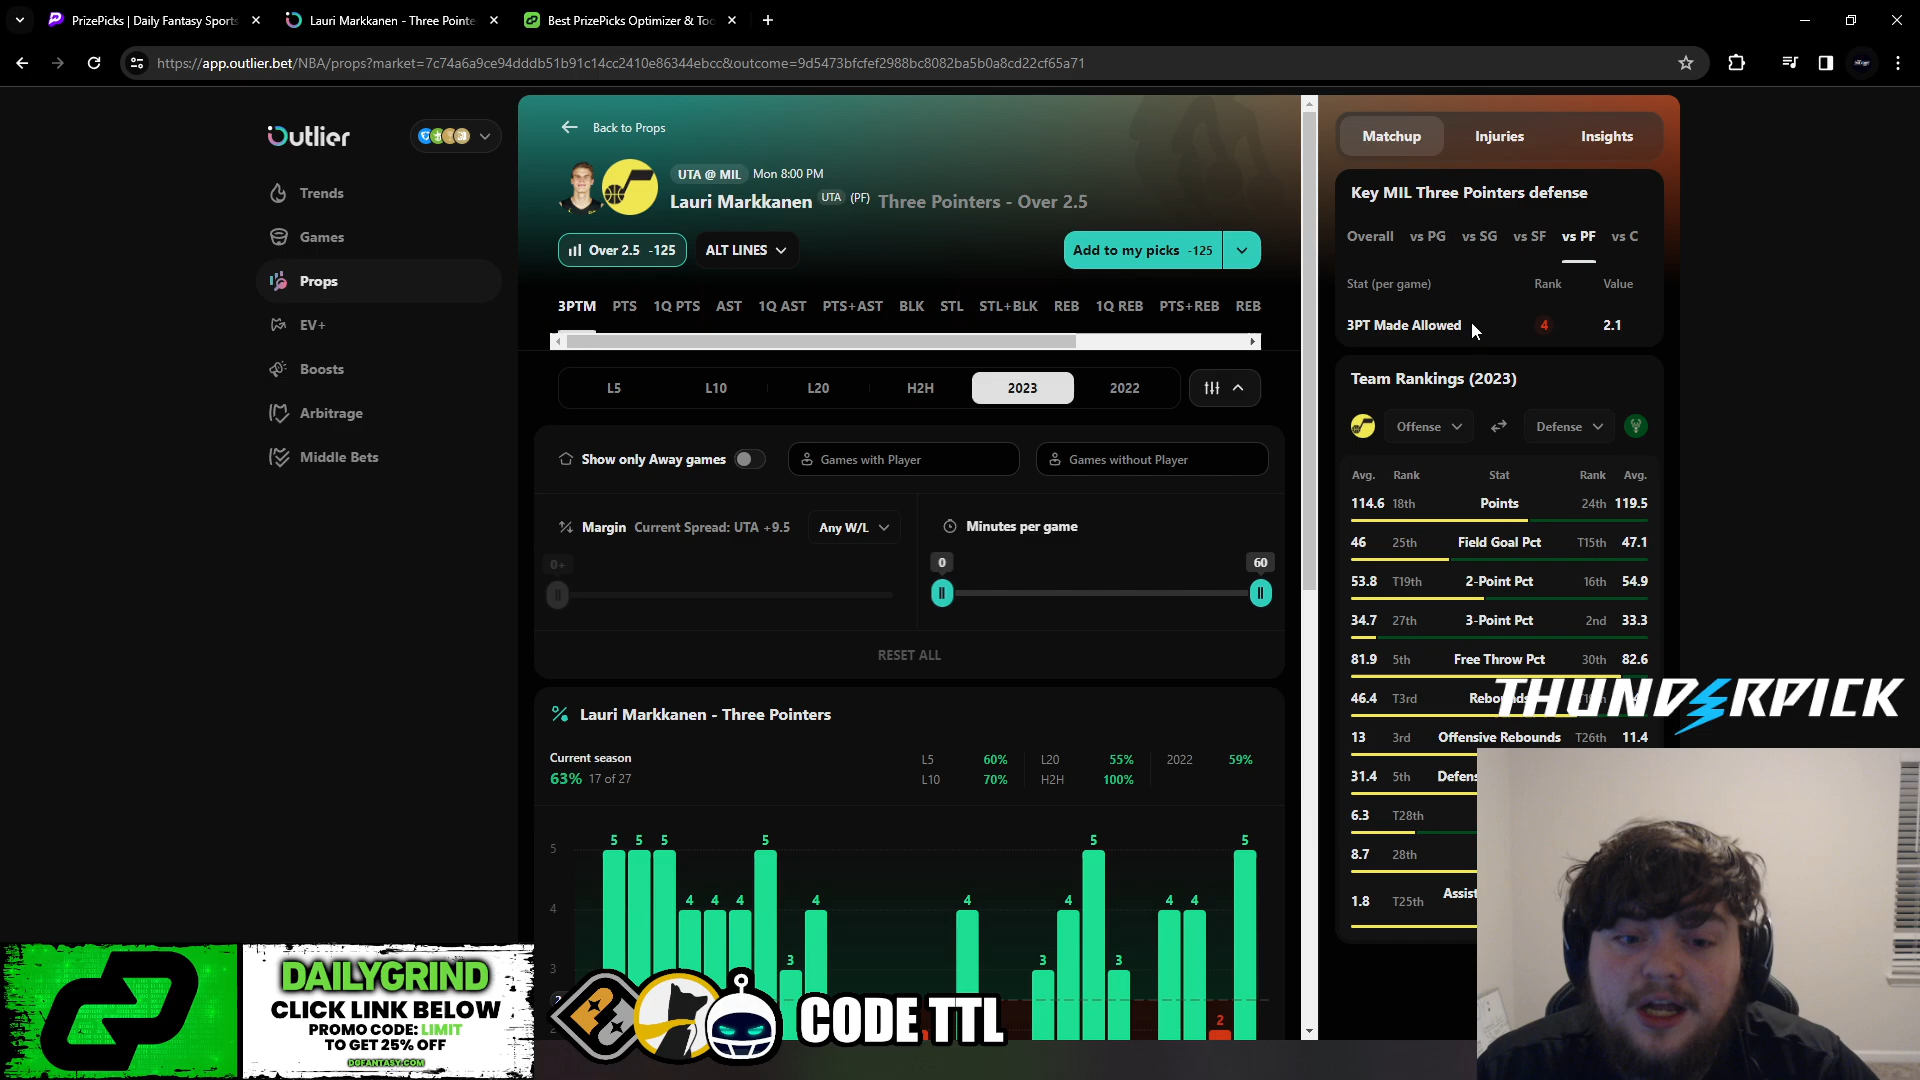 PrizePicks | Daily Fantasy Sports
Lauri Markkanen - Three Pointe
Best PrizePicks Optimizer & Too
https://app.outlier.bet/NBA/props?market=7c74a6a9ce94dddb51b91c14cc2410e86344ebcc&outcome=9d5473bfcfef2988bc8082ba5b0a8cd22cf65a71
Outlier
Trends
Games
Props
EV+
Boosts
Arbitrage
Middle Bets
Back to Props
UTA @ MIL Mon 8:00 PM
Lauri Markkanen UTA (PF) Three Pointers - Over 2.5
Over 2.5 -125 ALT LINES
Add to my picks -125
3PTM PTS 1Q PTS AST 1Q AST PTS+AST BLK STL STL+BLK REB 1Q REB PTS+REB REB
L5 L10 L20 H2H 2023 2022
Show only Away games
Games with Player
Games without Player
Margin Current Spread: UTA +9.5 Any W/L
0+
Minutes per game
0 60
RESET ALL
Lauri Markkanen - Three Pointers
Current season
63% 17 of 27
L5 60% L20 55% 2022 59%
L10 70% H2H 100%
5 5 5 5 5 5 5
4 4 4 4 4 4 4 4 4
3 3 3 3
2
Matchup Injuries Insights
Key MIL Three Pointers defense
Overall vs PG vs SG vs SF vs PF vs C
Stat (per game) Rank Value
3PT Made Allowed 4 2.1
Team Rankings (2023)
Offense Defense
Avg. Rank Stat Rank Avg.
114.6 18th Points 24th 119.5
46 25th Field Goal Pct T15th 47.1
53.8 T19th 2-Point Pct 16th 54.9
34.7 27th 3-Point Pct 2nd 33.3
81.9 5th Free Throw Pct 30th 82.6
46.4 T3rd
13 3rd Offensive Rebounds T26th 11.4
31.4 5th Defens
6.3 T28th
8.7 28th
1.8 T25th Assist
THUNDERPICK
DAILYGRIND
CLICK LINK BELOW
PROMO CODE: LIMIT
TO GET 25% OFF
DGFANTASY.COM
CODE TTL